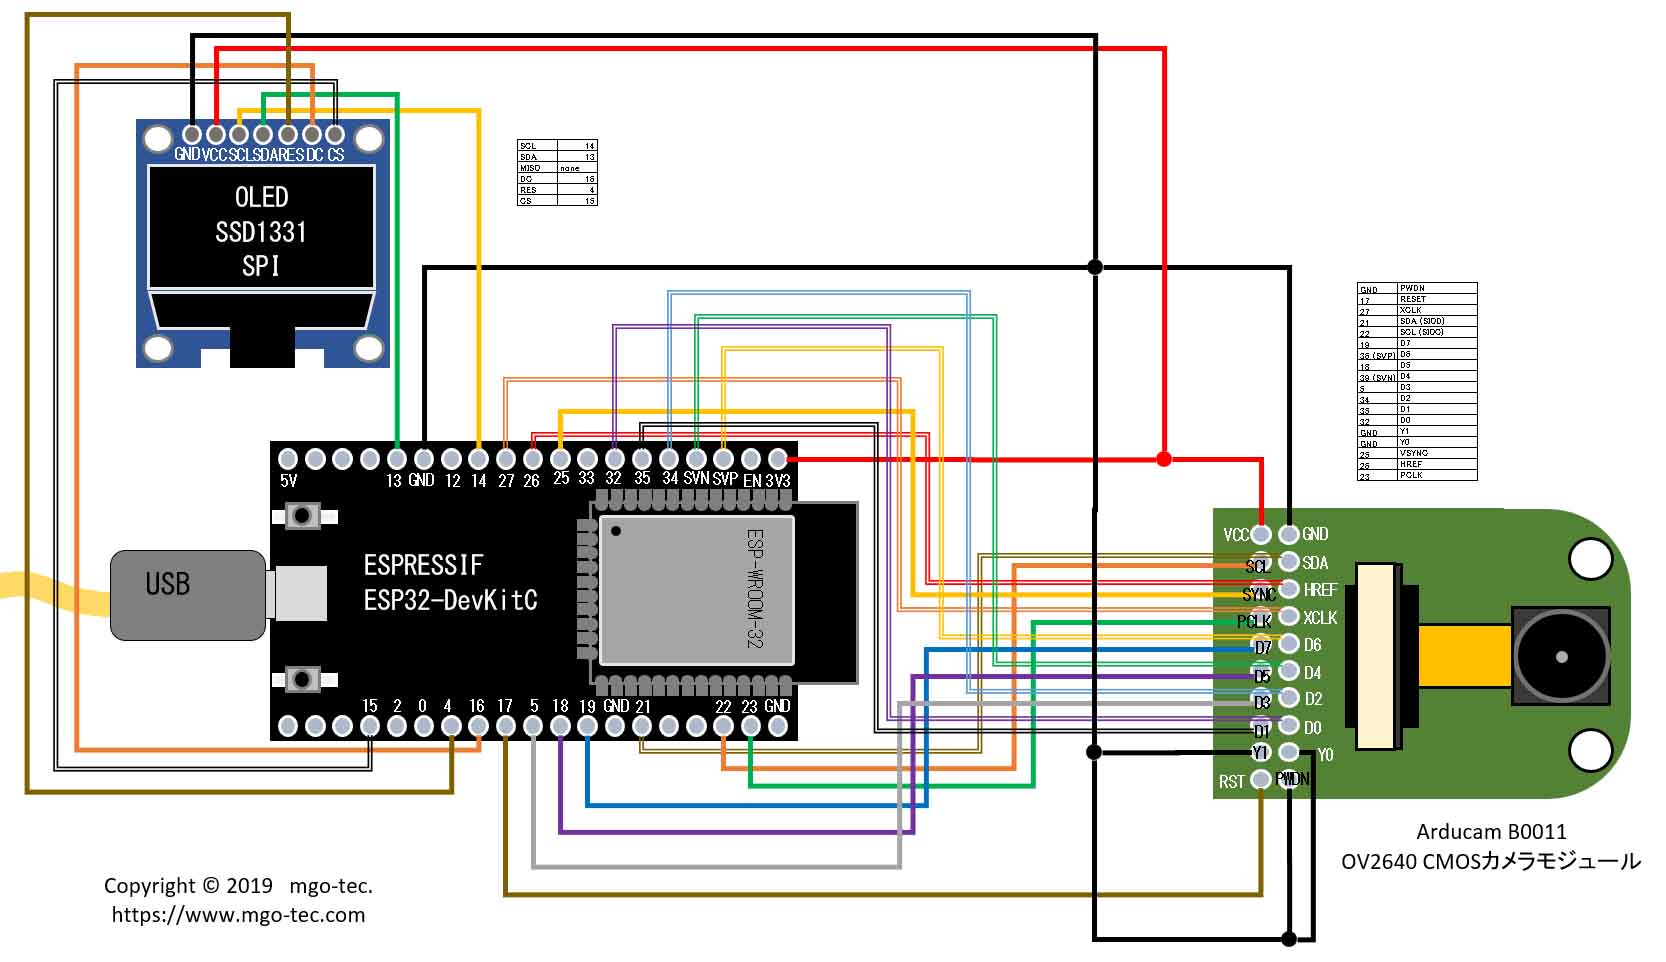 GND VCC SCL SDA RES DC CS
OLED
SSD1331
SPI
SCL 14
SDA 13
MISO none
DC 16
RES 4
CS 15
GND PWDN
17 RESET
27 XCLK
21 SDA (SIOD)
22 SCL (SIOC)
19 D7
36 (SVP) D6
18 D5
39 (SVN) D4
5 D3
34 D2
35 D1
32 D0
GND Y1
GND Y0
25 VSYNC
26 HREF
23 PCLK
5V 13 GND 12 14 27 26 25 33 32 35 34 SVN SVP EN 3V3
USB
ESPRESSIF
ESP32-DevKitC
ESP-WROOM-32
15 2 0 4 16 17 5 18 19 GND 21 22 23 GND
VCC GND
SCL SDA
SYNC HREF
PCLK XCLK
D7 D6
D5 D4
D3 D2
D1 D0
Y1 Y0
RST PWDN
Arducam B0011
OV2640 CMOSカメラモジュール
Copyright © 2019 mgo-tec.
https://www.mgo-tec.com